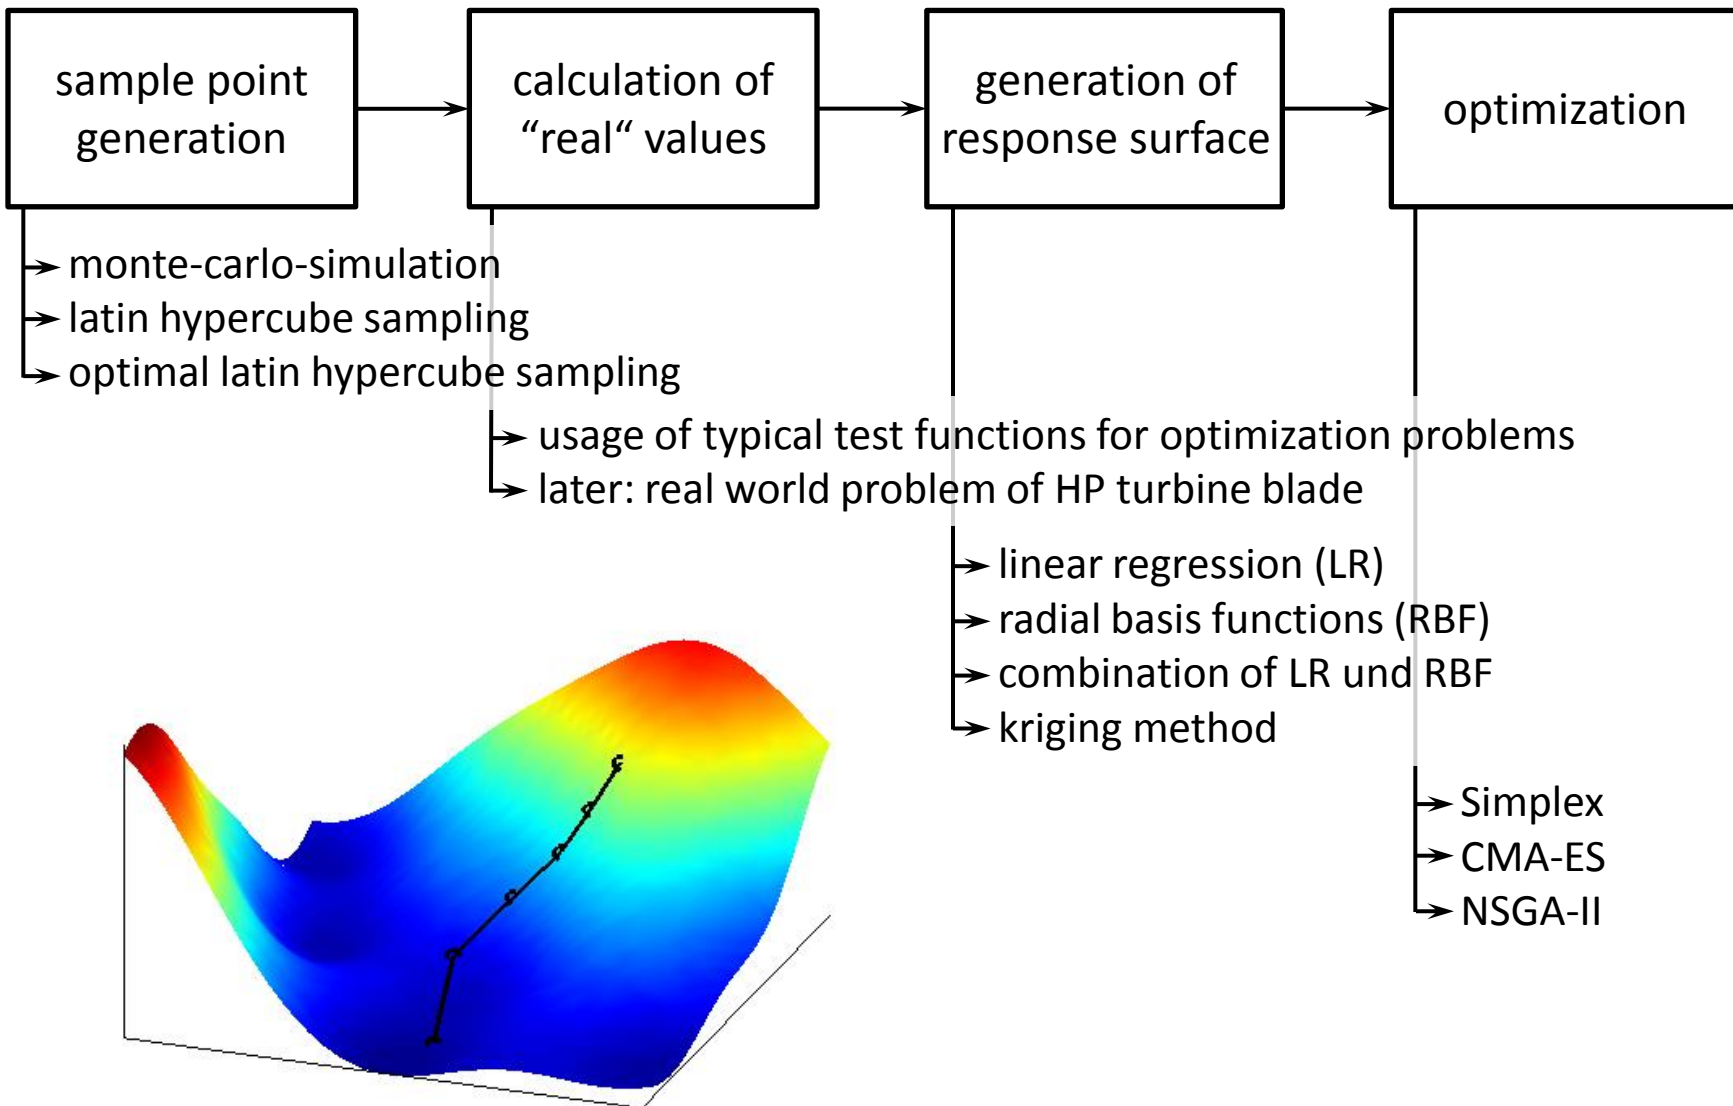 sample point
generation
calculation of
“real“ values
generation of
response surface
optimization
monte-carlo-simulation
latin hypercube sampling
optimal latin hypercube sampling
usage of typical test functions for optimization problems
later: real world problem of HP turbine blade
linear regression (LR)
radial basis functions (RBF)
combination of LR und RBF
kriging method
Simplex
CMA-ES
NSGA-II